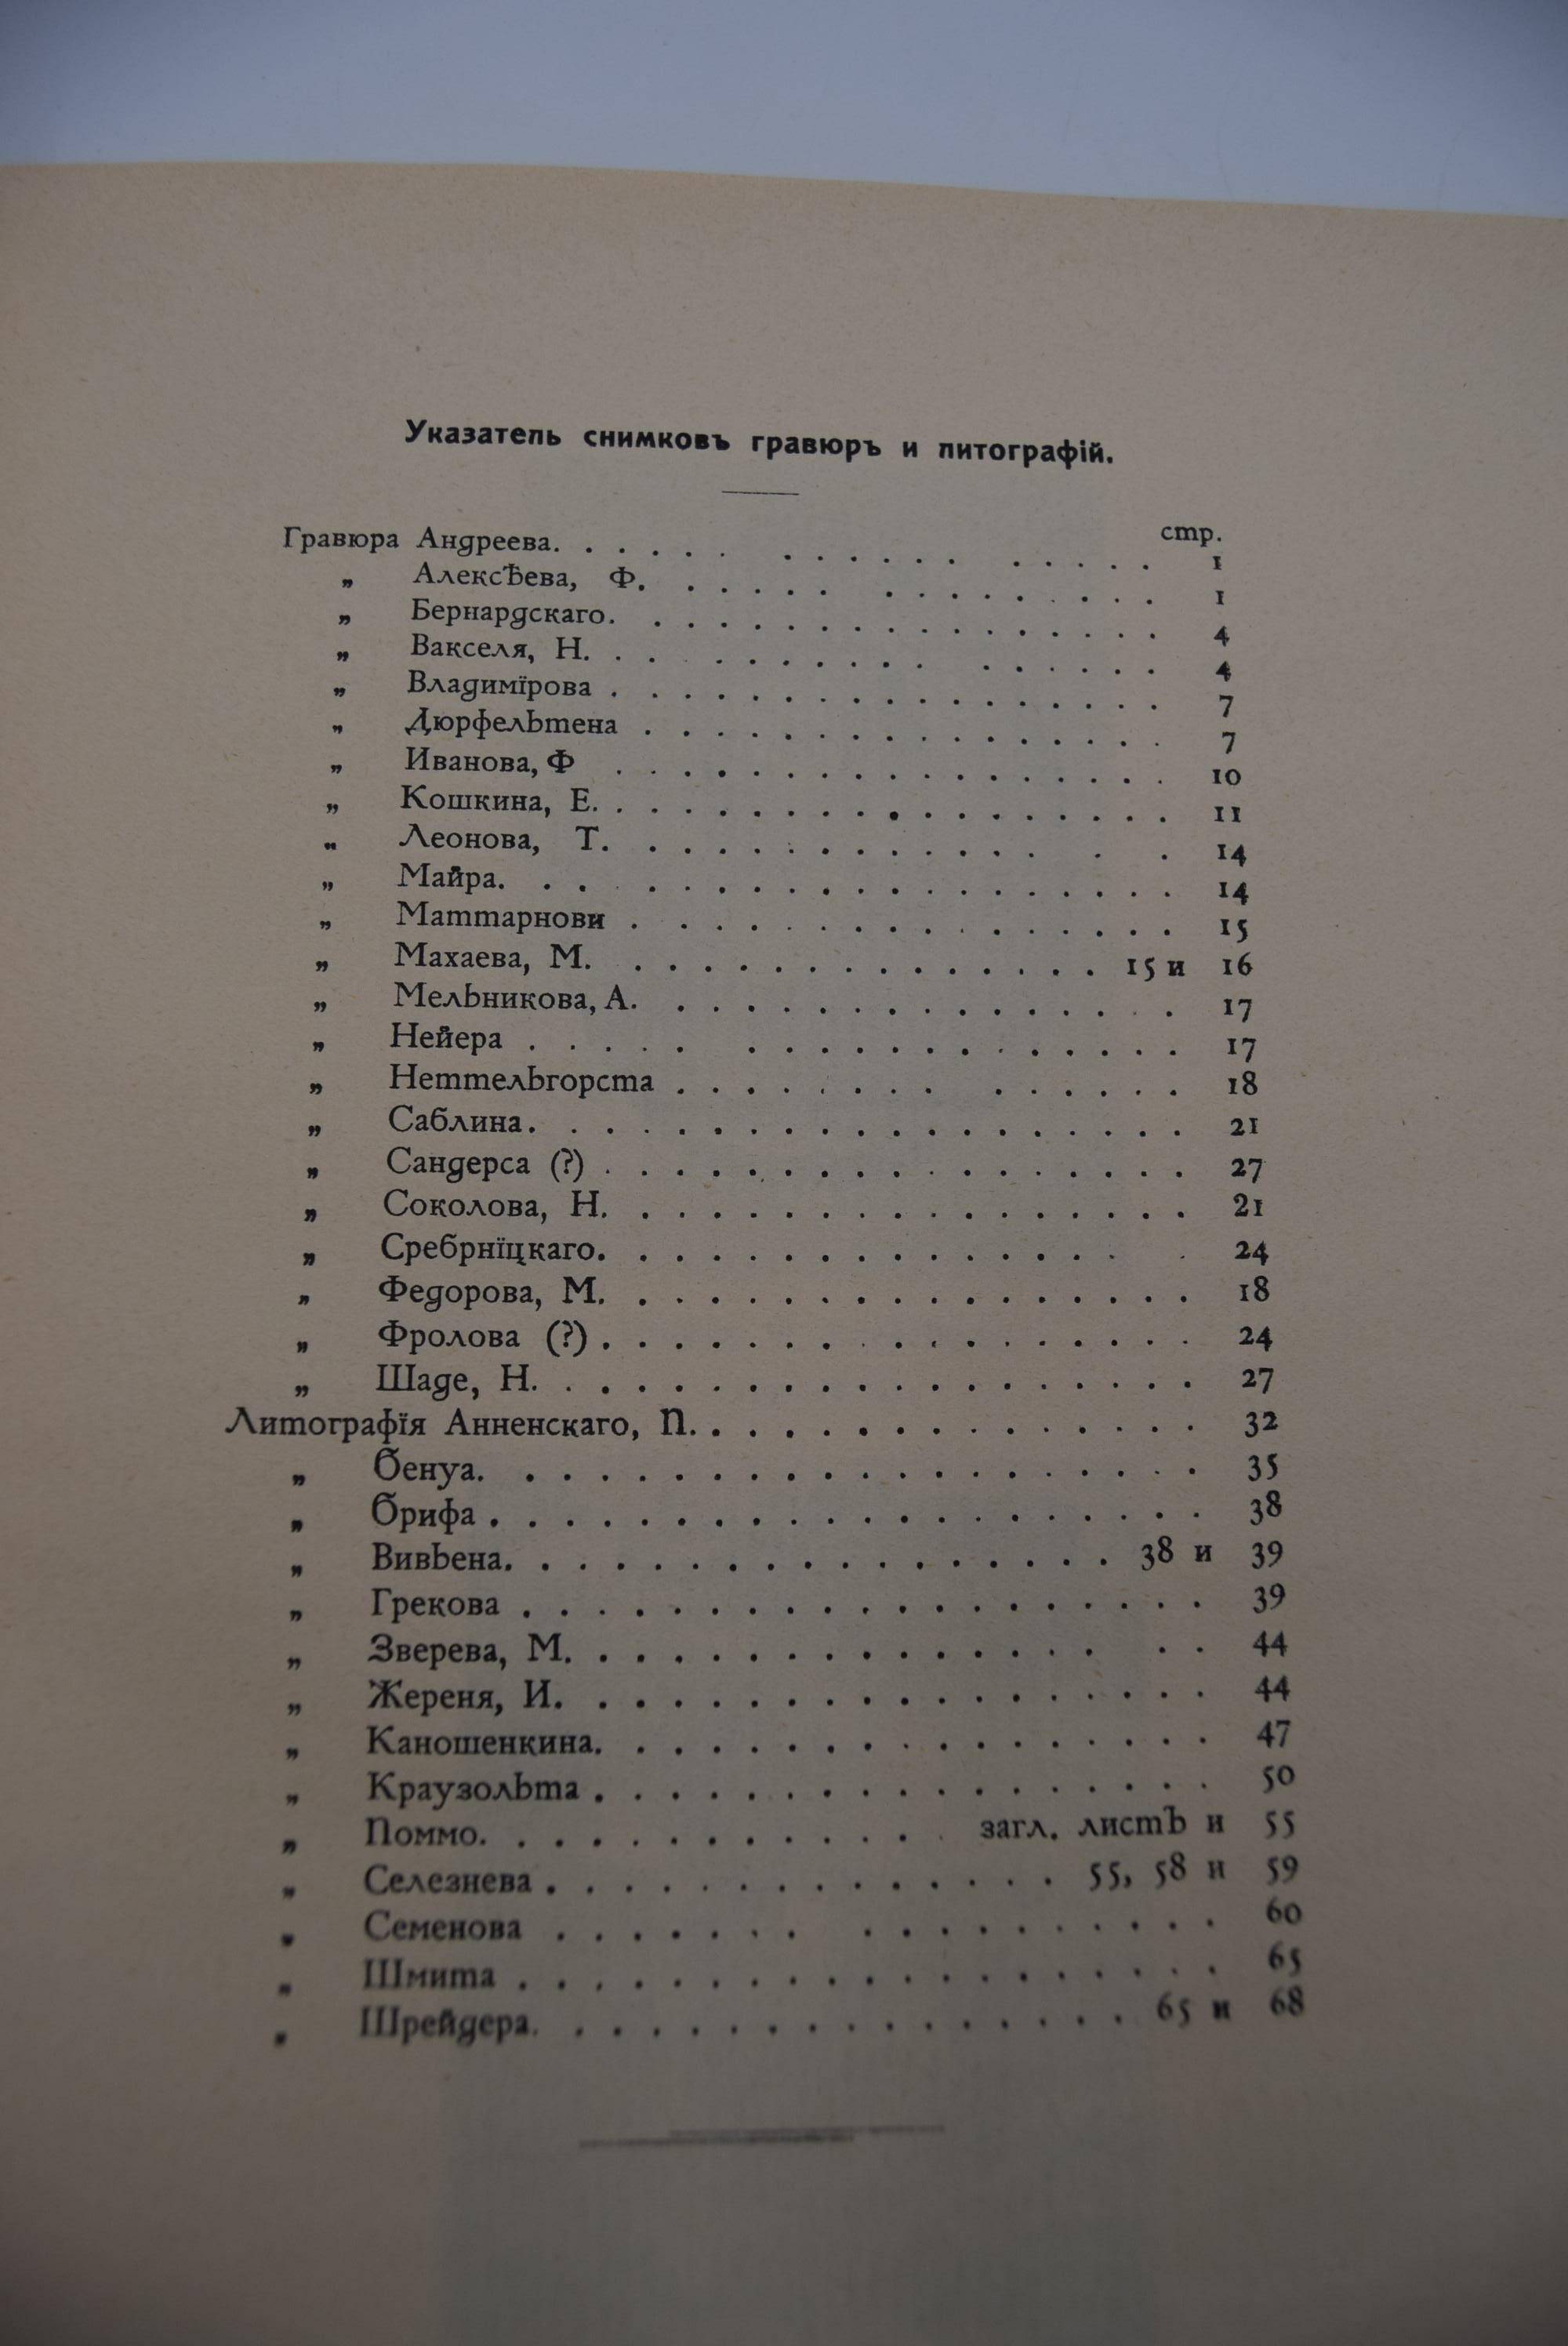 Указатель снимковъ гравюръ и литографій.
стр.
Гравюра Андреева. . . . . . . . . . . . . . . . . 1
„ Алексѣева, Ф. . . . . . . . . . . . . . . 1
„ Бернардскаго. . . . . . . . . . . . . . . . 4
„ Вакселя, Н. . . . . . . . . . . . . . . . . 4
„ Владимїрова . . . . . . . . . . . . . . . . 7
„ Дюрфельтена . . . . . . . . . . . . . . . 7
„ Иванова, Ф . . . . . . . . . . . . . . . . 10
„ Кошкина, Е. . . . . . . . . . . . . . . . . 11
„ Леонова, Т. . . . . . . . . . . . . . . 14
„ Майра. . . . . . . . . . . . . . . . . . . 14
„ Маттарнови . . . . . . . . . . . . . . . 15
„ Махаева, М. . . . . . . . . . . . . . . 15 и 16
„ Мельникова, А. . . . . . . . . . . . . . . 17
„ Нейера . . . . . . . . . . . . . . . . . . 17
„ Неттельгорста . . . . . . . . . . . . . . 18
„ Саблина. . . . . . . . . . . . . . . . . . . 21
„ Сандерса (?) . . . . . . . . . . . . . . . . . 27
„ Соколова, Н. . . . . . . . . . . . . . . . . 21
„ Сребрнїцкаго. . . . . . . . . . . . . . . . 24
„ Федорова, М. . . . . . . . . . . . . . . . . 18
„ Фролова (?) . . . . . . . . . . . . . . . . . 24
„ Шаде, Н. . . . . . . . . . . . . . . . . . . 27
Литографїя Анненскаго, П. . . . . . . . . . . . . . . 32
„ Бенуа. . . . . . . . . . . . . . . . . . . . 35
„ Брифа . . . . . . . . . . . . . . . . . . . . 38
„ Вивьена. . . . . . . . . . . . . . . . . 38 и 39
„ Грекова . . . . . . . . . . . . . . . . . . . 39
„ Зверева, М. . . . . . . . . . . . . . . . . 44
„ Жереня, И. . . . . . . . . . . . . . . . . . 44
„ Каношенкина. . . . . . . . . . . . . . . . . 47
„ Краузольта . . . . . . . . . . . . . . . . . 50
„ Поммо. . . . . . . . . . . . . загл. листъ и 55
„ Селезнева . . . . . . . . . . . . . . 55, 58 и 59
„ Семенова . . . . . . . . . . . . . . . . . 60
„ Шмита . . . . . . . . . . . . . . . . . . . 65
„ Шрейдера. . . . . . . . . . . . . . . . 65 и 68